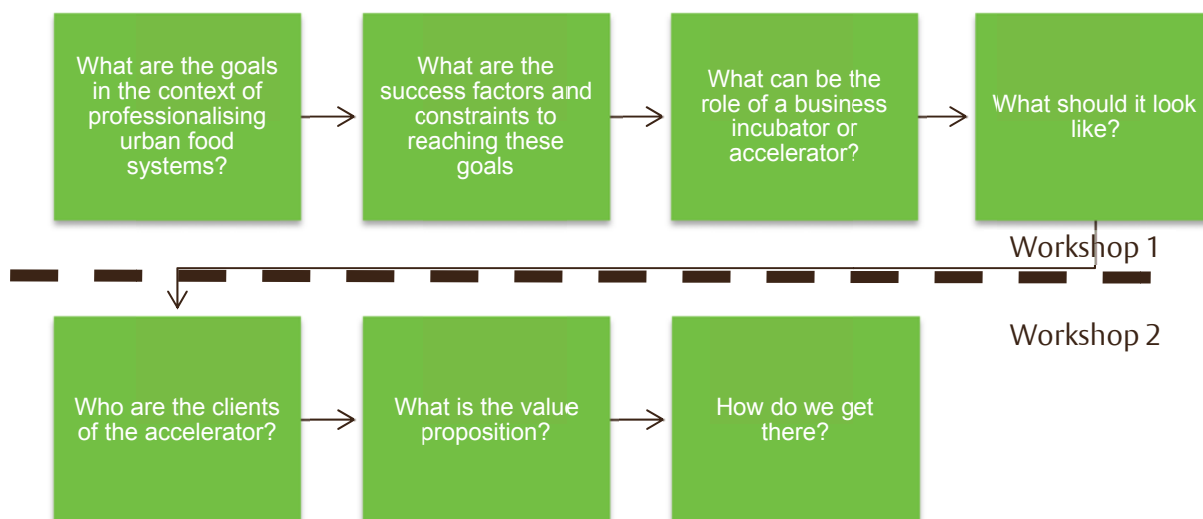 What are the goals
in the context of
professionalising
urban food
systems?
What are the
success factors and
constraints to
reaching these
goals
What can be the
role of a business
incubator or
accelerator?
What should it look
like?
Workshop 1
Workshop 2
Who are the clients
of the accelerator?
What is the value
proposition?
How do we get
there?